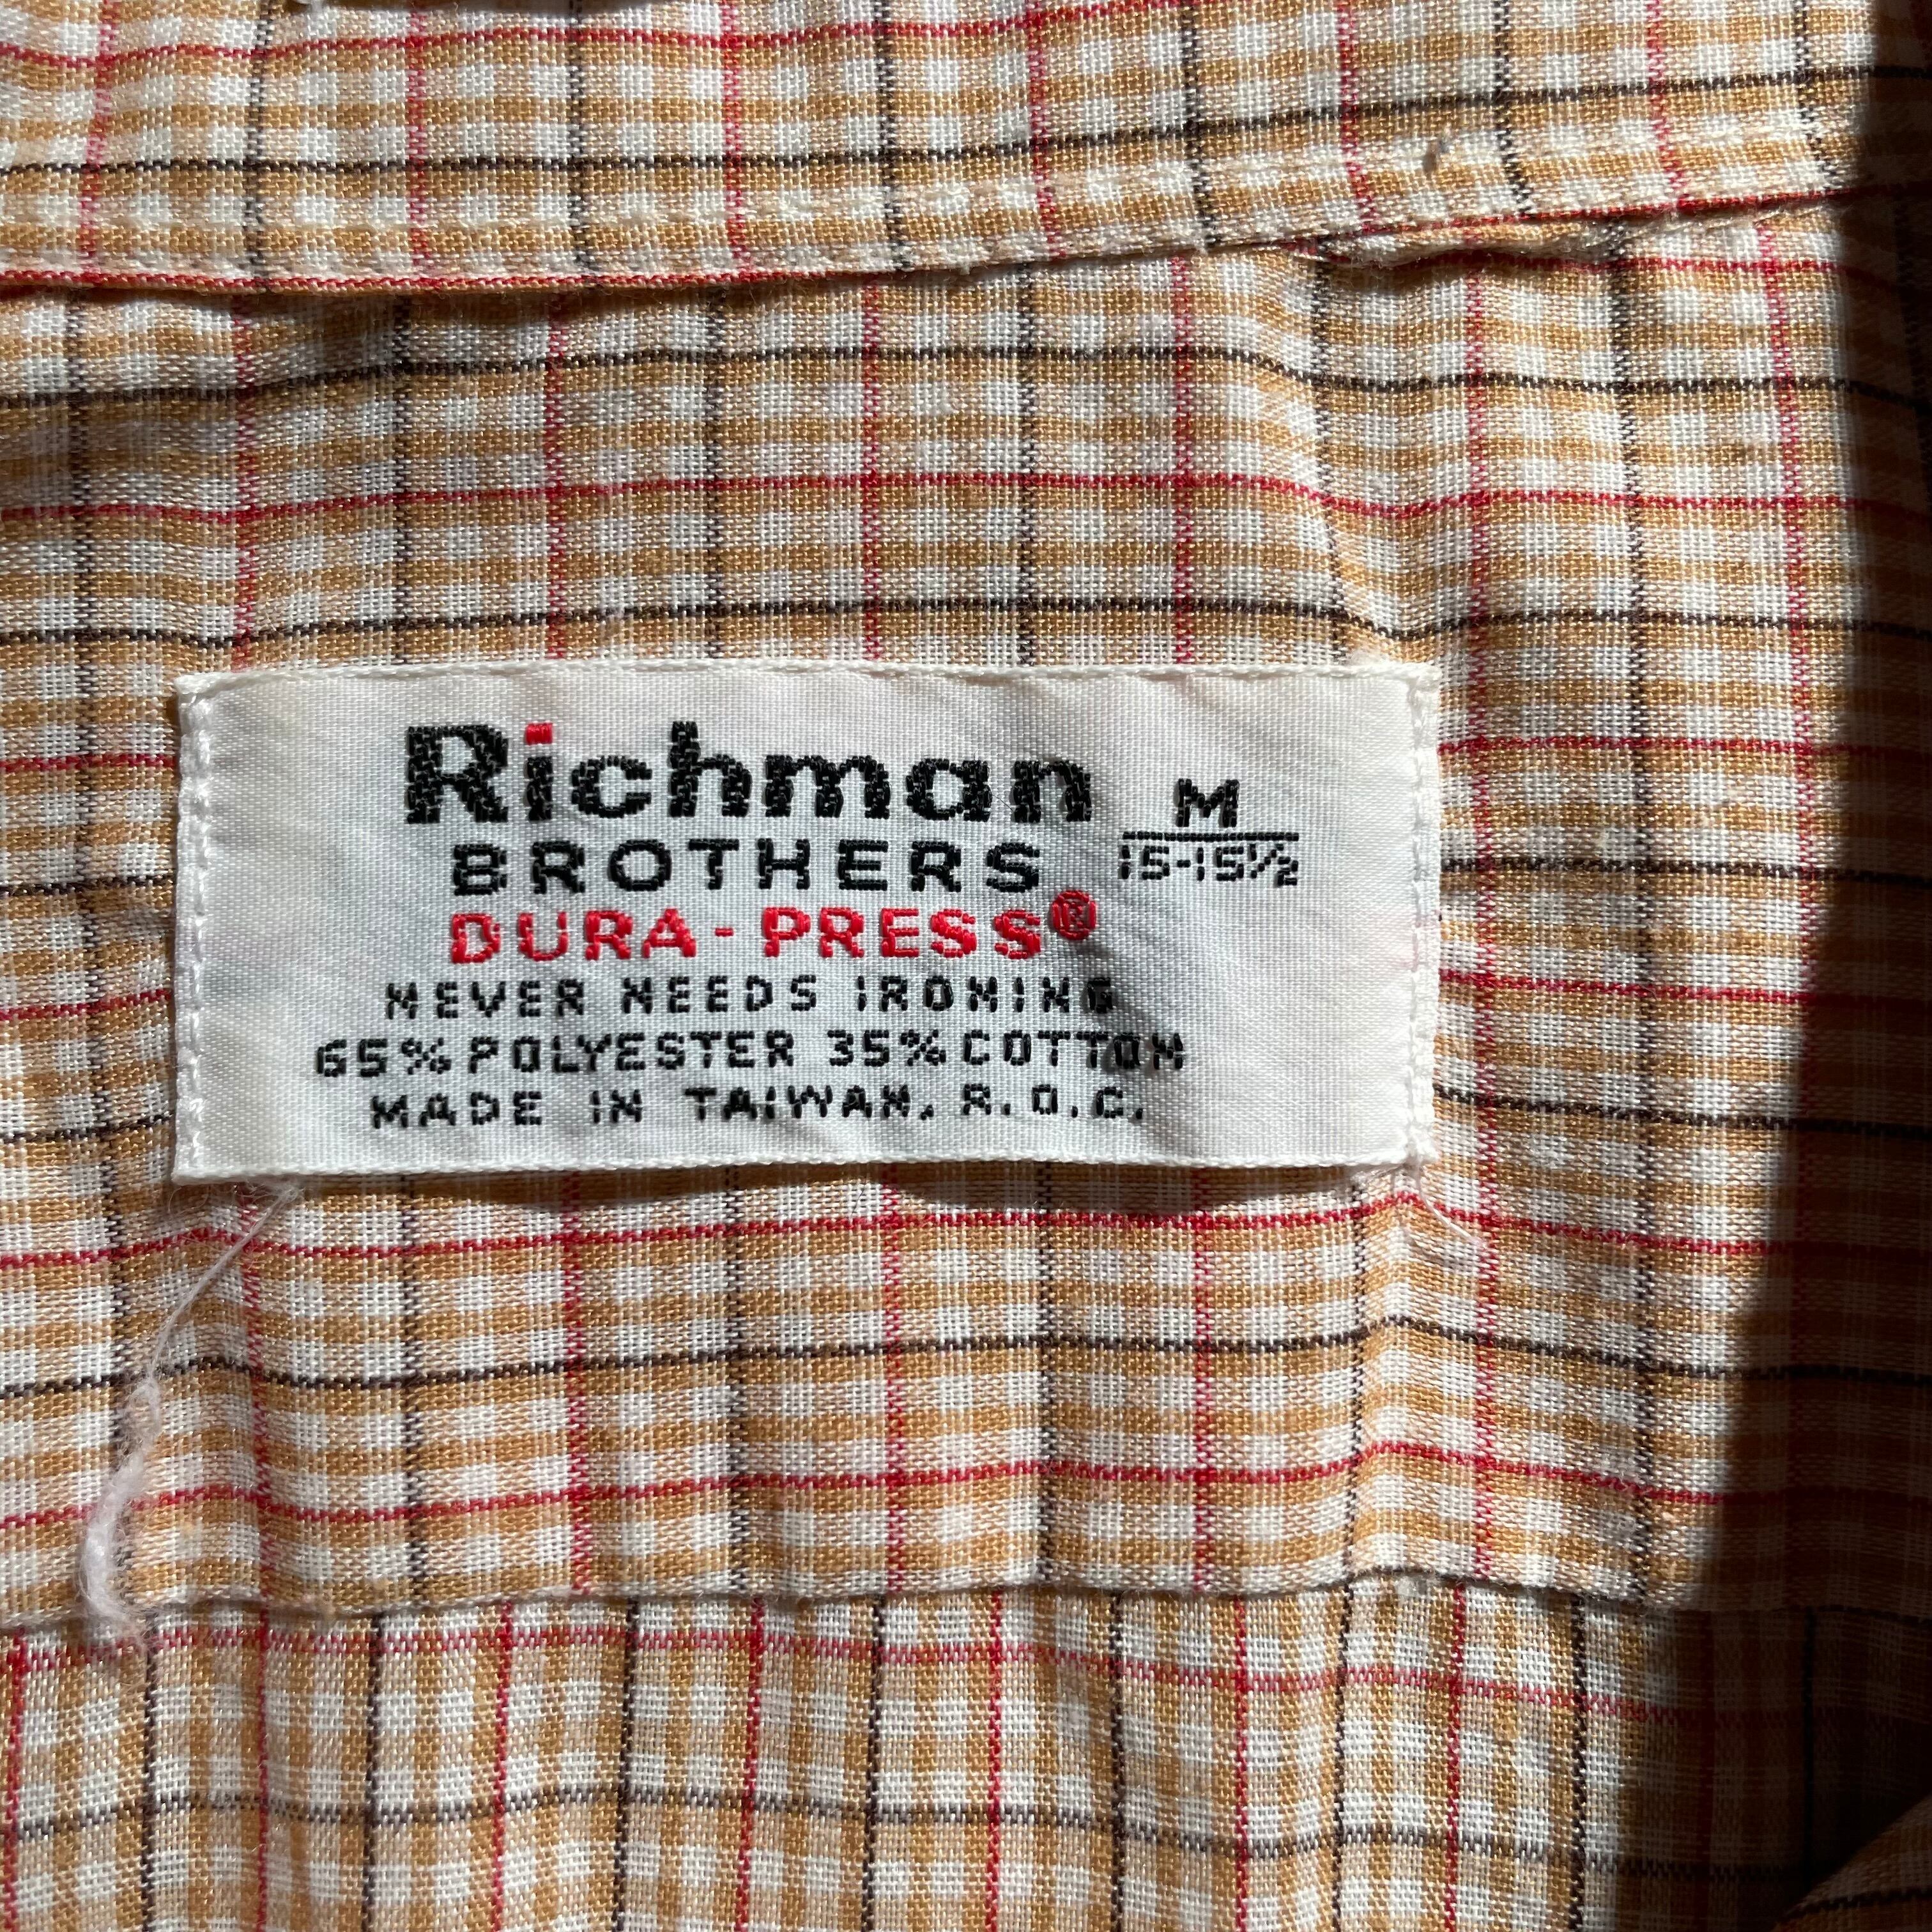 Richman
BROTHERS
M
15-15½
DURA-PRESS®
NEVER NEEDS IRONING
65% POLYESTER 35% COTTON
MADE IN TAIWAN, R.O.C.